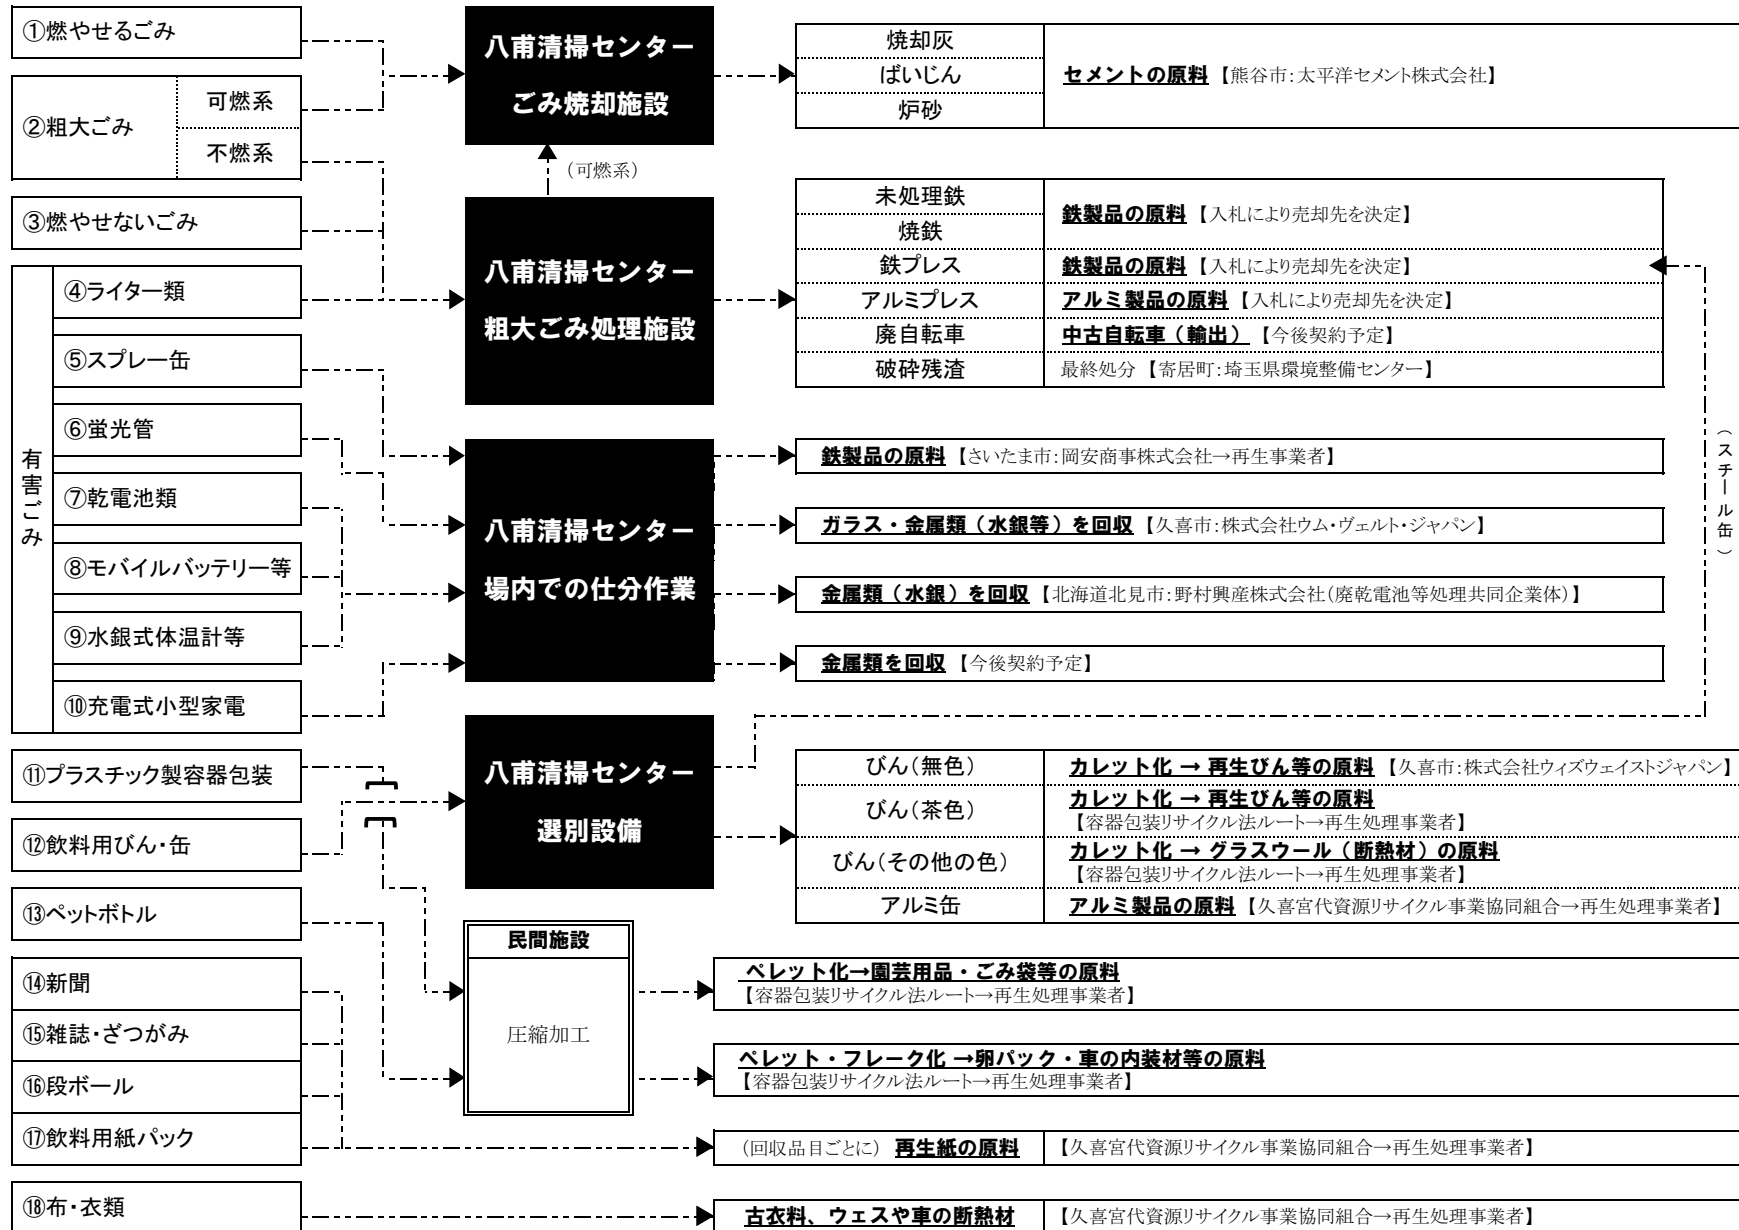 ①燃やせるごみ
②粗大ごみ
可燃系
不燃系
③燃やせないごみ
有害ごみ
④ライター類
⑤スプレー缶
⑥蛍光管
⑦乾電池類
⑧モバイルバッテリー等
⑨水銀式体温計等
⑩充電式小型家電
⑪プラスチック製容器包装
⑫飲料用びん・缶
⑬ペットボトル
⑭新聞
⑮雑誌・ざつがみ
⑯段ボール
⑰飲料用紙パック
⑱布・衣類
八甫清掃センター
ごみ焼却施設
(可燃系)
八甫清掃センター
粗大ごみ処理施設
八甫清掃センター
場内での仕分作業
八甫清掃センター
選別設備
民間施設
圧縮加工
焼却灰
ばいじん
炉砂
セメントの原料【熊谷市:太平洋セメント株式会社】
未処理鉄
焼鉄
鉄製品の原料【入札により売却先を決定】
鉄プレス
鉄製品の原料【入札により売却先を決定】
アルミプレス
アルミ製品の原料【入札により売却先を決定】
廃自転車
中古自転車(輸出)【今後契約予定】
破砕残渣
最終処分【寄居町:埼玉県環境整備センター】
(スチール缶)
鉄製品の原料【さいたま市:岡安商事株式会社→再生事業者】
ガラス・金属類(水銀等)を回収【久喜市:株式会社ウム・ヴェルト・ジャパン】
金属類(水銀)を回収【北海道北見市:野村興産株式会社(廃乾電池等処理共同企業体)】
金属類を回収【今後契約予定】
びん(無色)
カレット化 → 再生びん等の原料【久喜市:株式会社ウィズウェイストジャパン】
びん(茶色)
カレット化 → 再生びん等の原料
【容器包装リサイクル法ルート→再生処理事業者】
びん(その他の色)
カレット化 → グラスウール(断熱材)の原料
【容器包装リサイクル法ルート→再生処理事業者】
アルミ缶
アルミ製品の原料【久喜宮代資源リサイクル事業協同組合→再生処理事業者】
ペレット化→園芸用品・ごみ袋等の原料
【容器包装リサイクル法ルート→再生処理事業者】
ペレット・フレーク化 →卵パック・車の内装材等の原料
【容器包装リサイクル法ルート→再生処理事業者】
(回収品目ごとに) 再生紙の原料
【久喜宮代資源リサイクル事業協同組合→再生処理事業者】
古衣料、ウェスや車の断熱材
【久喜宮代資源リサイクル事業協同組合→再生処理事業者】